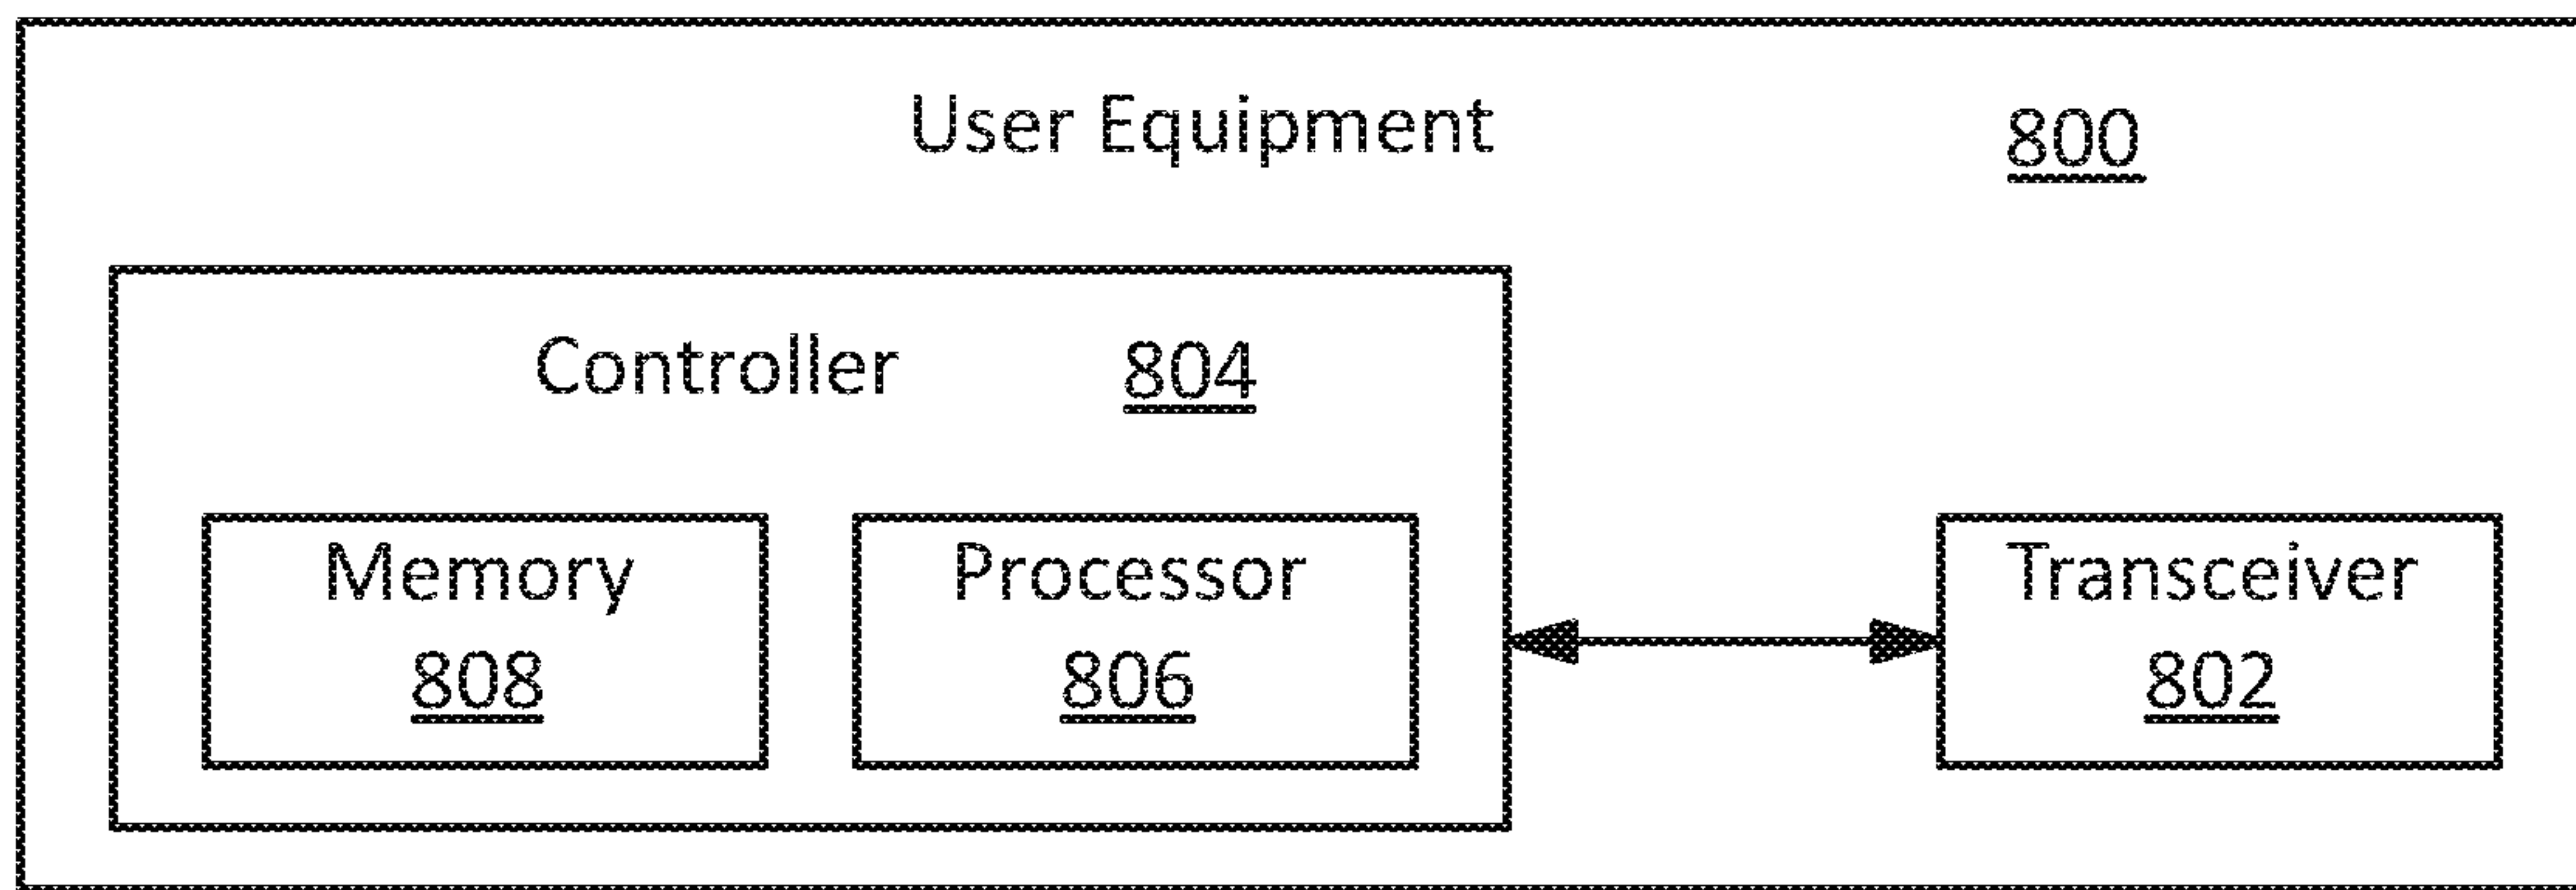 User Equipment 800
Controller 804
Memory
808
Processor
806
Transceiver
802